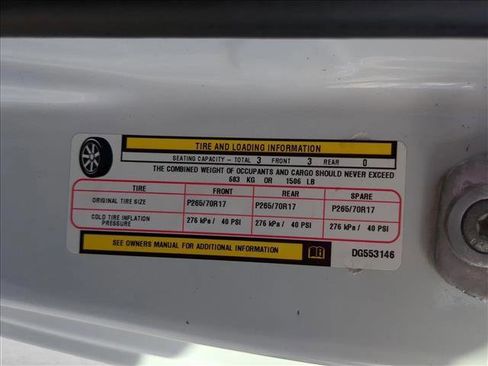 TIRE AND LOADING INFORMATION
SEATING CAPACITY - TOTAL 3 FRONT 3 REAR 0
THE COMBINED WEIGHT OF OCCUPANTS AND CARGO SHOULD NEVER EXCEED
683 KG OR 1506 LB
TIRE FRONT REAR SPARE
ORIGINAL TIRE SIZE P265/70R17 P265/70R17 P265/70R17
COLD TIRE INFLATION PRESSURE 276 kPa / 40 PSI 276 kPa / 40 PSI 276 kPa / 40 PSI
SEE OWNERS MANUAL FOR ADDITIONAL INFORMATION DG553146